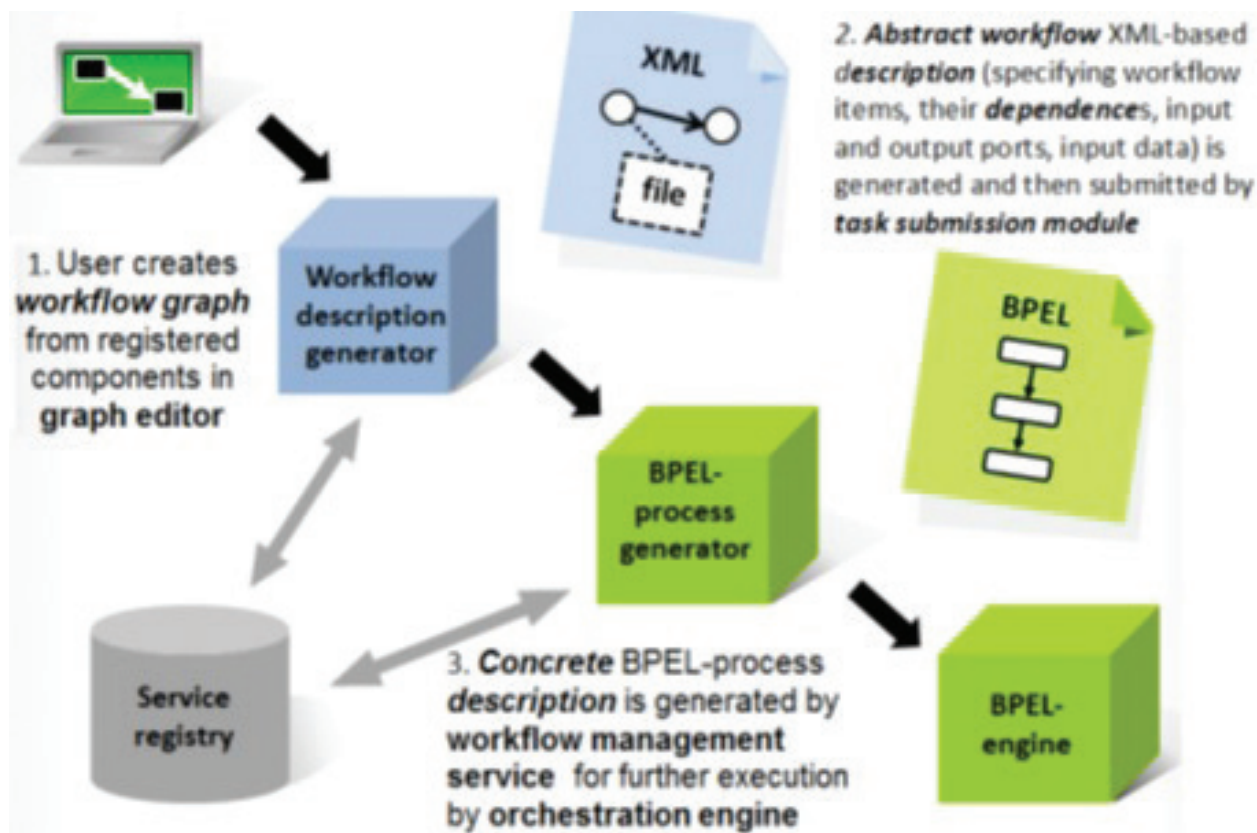 XML
file
2. Abstract workflow XML-based
description (specifying workflow
items, their dependences, input
and output ports, input data) is
generated and then submitted by
task submission module
1. User creates
workflow graph
from registered
components in
graph editor
Workflow
description
generator
BPEL
BPEL-
process
generator
Service
registry
3. Concrete BPEL-process
description is generated by
workflow management
service for further execution
by orchestration engine
BPEL-
engine